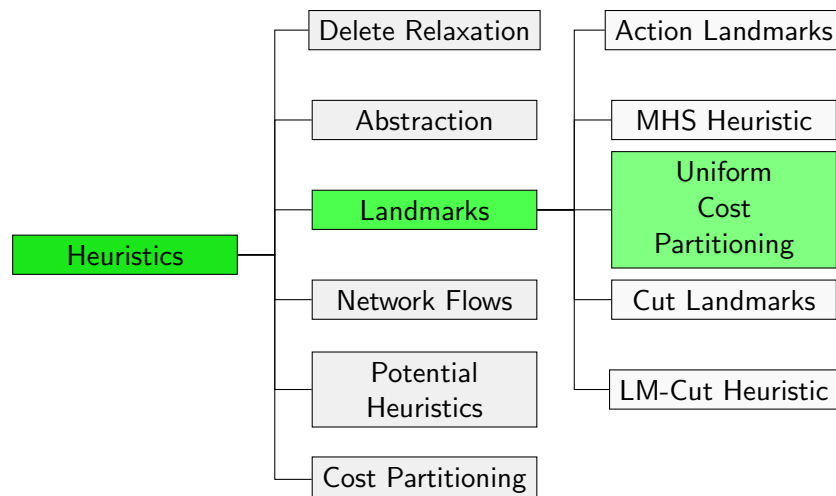 Heuristics
Delete Relaxation
Abstraction
Landmarks
Network Flows
Potential
Heuristics
Cost Partitioning
Action Landmarks
MHS Heuristic
Uniform
Cost
Partitioning
Cut Landmarks
LM-Cut Heuristic